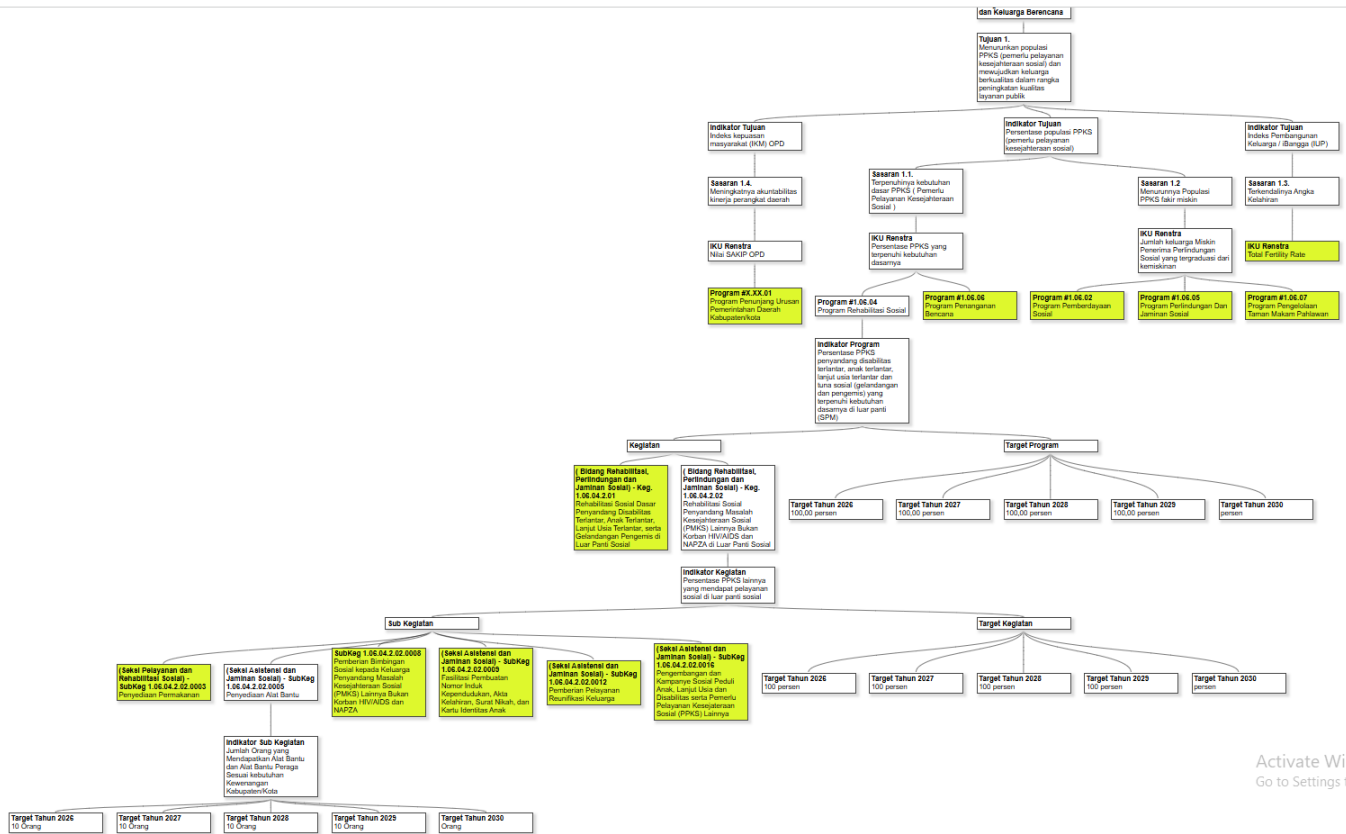 dan Keluarga Berencana
Tujuan 1.
Menurunkan populasi
PPKS (pemerlu pelayanan
kesejahteraan sosial) dan
mewujudkan keluarga
berkualitas dalam rangka
peningkatan kualitas
layanan publik
Indikator Tujuan
Indeks kepuasan
masyarakat (IKM) OPD
Indikator Tujuan
Persentase populasi PPKS
(pemerlu pelayanan
kesejahteraan sosial)
Indikator Tujuan
Indeks Pembangunan
Keluarga / iBangga (IUP)
Sasaran 1.4.
Meningkatnya akuntabilitas
kinerja perangkat daerah
Sasaran 1.1.
Terpenuhinya kebutuhan
dasar PPKS ( Pemerlu
Pelayanan Kesejahteraan
Sosial )
Sasaran 1.2
Menurunnya Populasi
PPKS fakir miskin
Sasaran 1.3.
Terkendalinya Angka
Kelahiran
IKU Renstra
Nilai SAKIP OPD
IKU Renstra
Persentase PPKS yang
terpenuhi kebutuhan
dasarnya
IKU Renstra
Jumlah keluarga Miskin
Penerima Perlindungan
Sosial yang tergraduasi dari
kemiskinan
IKU Renstra
Total Fertility Rate
Program #X.XX.01
Program Penunjang Urusan
Pemerintahan Daerah
Kabupaten/kota
Program #1.06.04
Program Rehabilitasi Sosial
Program #1.06.06
Program Penanganan
Bencana
Program #1.06.02
Program Pemberdayaan
Sosial
Program #1.06.05
Program Perlindungan Dan
Jaminan Sosial
Program #1.06.07
Program Pengelolaan
Taman Makam Pahlawan
Indikator Program
Persentase PPKS
penyandang disabilitas
terlantar, anak terlantar,
lanjut usia terlantar dan
tuna sosial (gelandangan
dan pengemis) yang
terpenuhi kebutuhan
dasarnya di luar panti
(SPM)
Kegiatan
Target Program
( Bidang Rehabilitasi,
Perlindungan dan
Jaminan Sosial) - Keg.
1.06.04.2.01
Rehabilitasi Sosial Dasar
Penyandang Disabilitas
Terlantar, Anak Terlantar,
Lanjut Usia Terlantar, serta
Gelandangan Pengemis di
Luar Panti Sosial
( Bidang Rehabilitasi,
Perlindungan dan
Jaminan Sosial) - Keg.
1.06.04.2.02
Rehabilitasi Sosial
Penyandang Masalah
Kesejahteraan Sosial
(PMKS) Lainnya Bukan
Korban HIV/AIDS dan
NAPZA di Luar Panti Sosial
Target Tahun 2026
100,00 persen
Target Tahun 2027
100,00 persen
Target Tahun 2028
100,00 persen
Target Tahun 2029
100,00 persen
Target Tahun 2030
persen
Indikator Kegiatan
Persentase PPKS lainnya
yang mendapat pelayanan
sosial di luar panti sosial
Sub Kegiatan
Target Kegiatan
(Seksi Pelayanan dan
Rehabilitasi Sosial) -
SubKeg 1.06.04.2.02.0003
Penyediaan Permakanan
(Seksi Asistensi dan
Jaminan Sosial) - SubKeg
1.06.04.2.02.0005
Penyediaan Alat Bantu
SubKeg 1.06.04.2.02.0008
Pemberian Bimbingan
Sosial kepada Keluarga
Penyandang Masalah
Kesejahteraan Sosial
(PMKS) Lainnya Bukan
Korban HIV/AIDS dan
NAPZA
(Seksi Asistensi dan
Jaminan Sosial) - SubKeg
1.06.04.2.02.0009
Fasilitasi Pembuatan
Nomor Induk
Kependudukan, Akta
Kelahiran, Surat Nikah, dan
Kartu Identitas Anak
(Seksi Asistensi dan
Jaminan Sosial) - SubKeg
1.06.04.2.02.0012
Pemberian Pelayanan
Reunifikasi Keluarga
(Seksi Asistensi dan
Jaminan Sosial) - SubKeg
1.06.04.2.02.0016
Pengembangan dan
Kampanye Sosial Peduli
Anak, Lanjut Usia dan
Disabilitas serta Pemerlu
Pelayanan Kesejateraan
Sosial (PPKS) Lainnya
Target Tahun 2026
100 persen
Target Tahun 2027
100 persen
Target Tahun 2028
100 persen
Target Tahun 2029
100 persen
Target Tahun 2030
persen
Indikator Sub Kegiatan
Jumlah Orang yang
Mendapatkan Alat Bantu
dan Alat Bantu Peraga
Sesuai kebutuhan
Kewenangan
Kabupaten/Kota
Target Tahun 2026
10 Orang
Target Tahun 2027
10 Orang
Target Tahun 2028
10 Orang
Target Tahun 2029
10 Orang
Target Tahun 2030
Orang
Activate Wi
Go to Settings